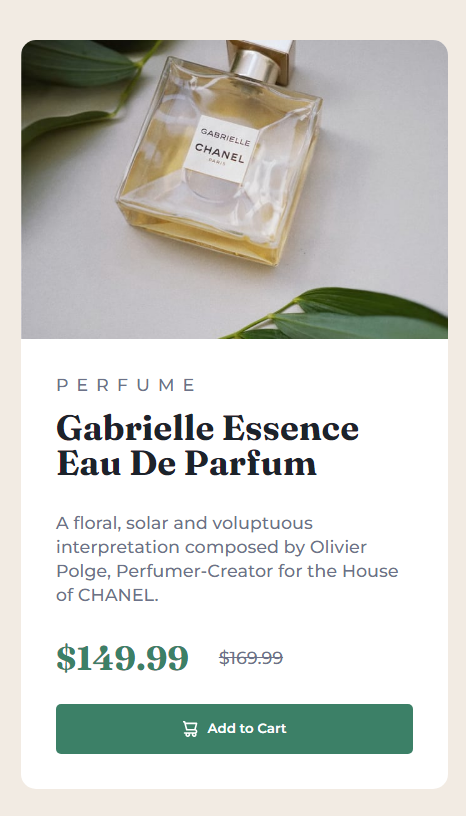 GABRIELLE
CHANEL
PARIS
PERFUME
Gabrielle Essence
Eau De Parfum
A floral, solar and voluptuous
interpretation composed by Olivier
Polge, Perfumer-Creator for the House
of CHANEL.
$149.99 $169.99
Add to Cart